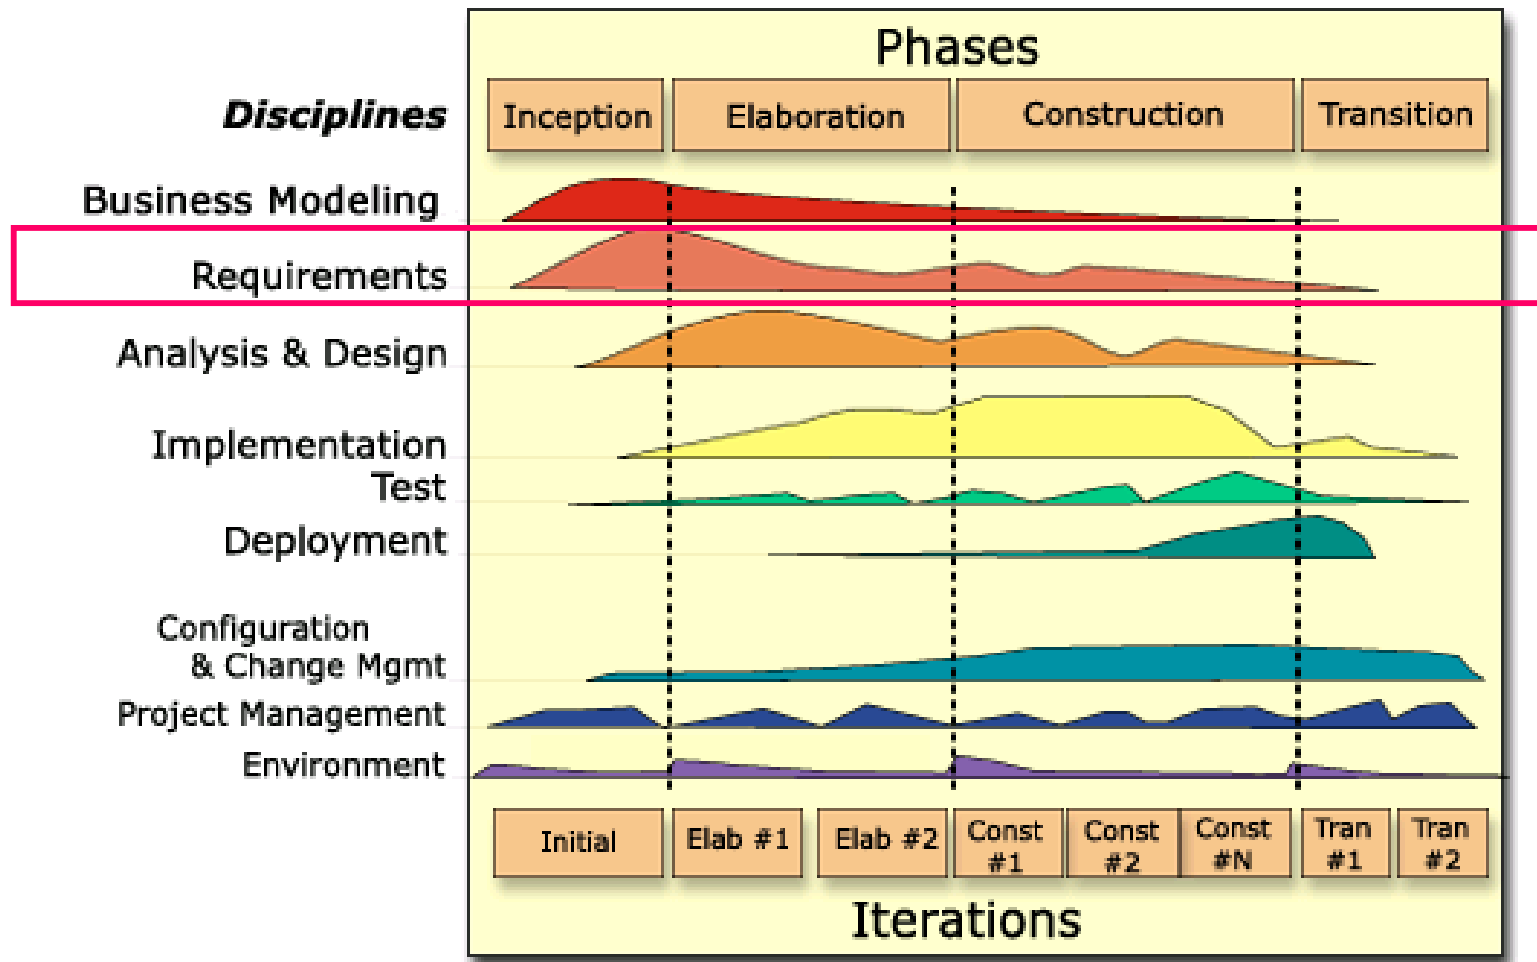 Phases
Disciplines
Inception
Elaboration
Construction
Transition
Business Modeling
Requirements
Analysis & Design
Implementation
Test
Deployment
Configuration
& Change Mgmt
Project Management
Environment
Initial
Elab #1
Elab #2
Const
#1
Const
#2
Const
#N
Tran
#1
Tran
#2
Iterations